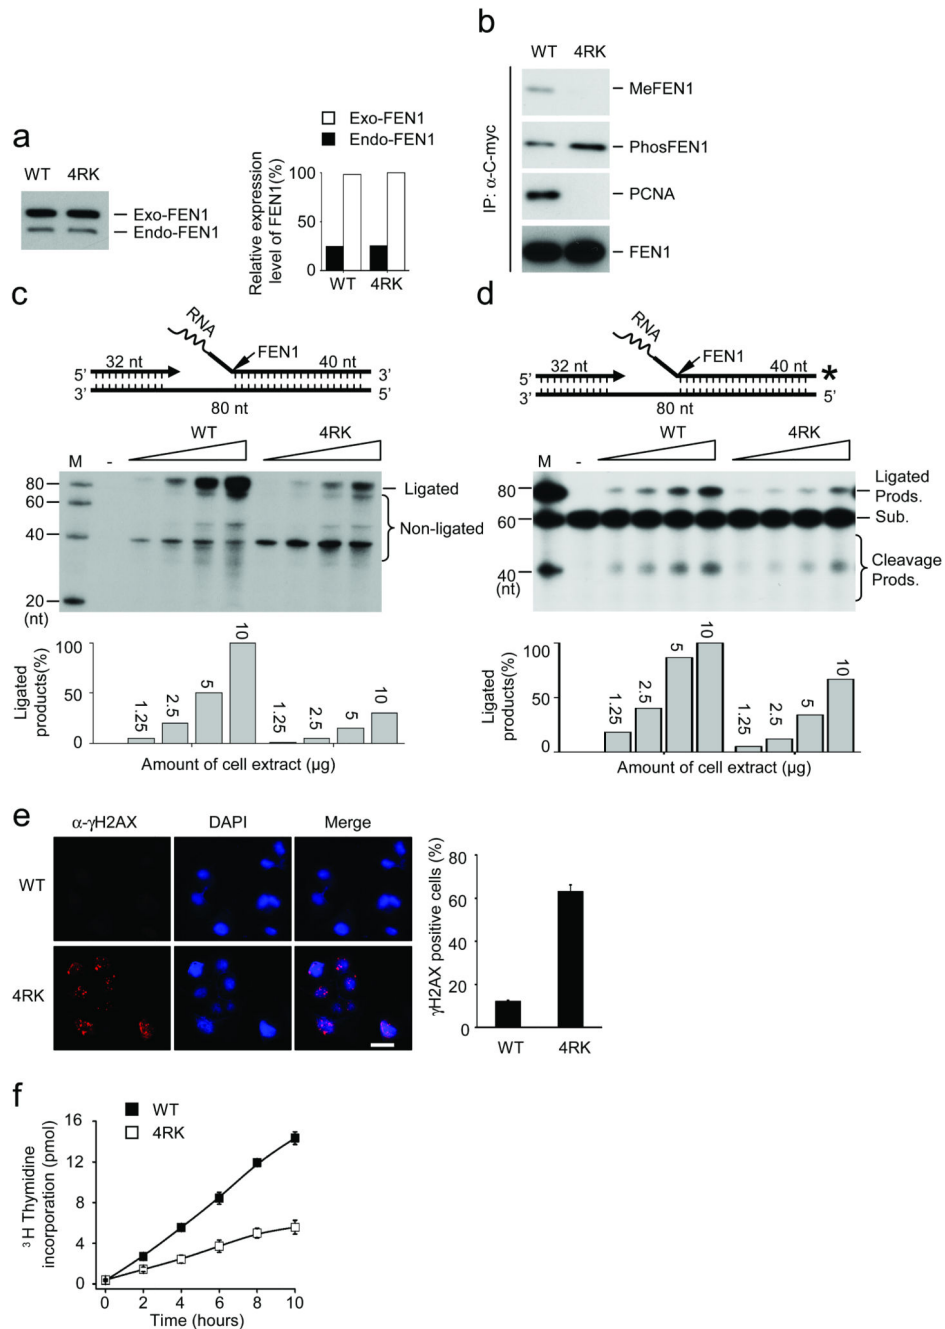 a
WT 4RK
Exo-FEN1
Endo-FEN1
Exo-FEN1
Endo-FEN1
Relative expression
level of FEN1(%)
100
50
0
WT 4RK
b
WT 4RK
IP: α-C-myc
MeFEN1
PhosFEN1
PCNA
FEN1
c
RNA
FEN1
32 nt 40 nt
5' 3'
3' 5'
80 nt
WT 4RK
M -
80
60
40
20
(nt)
Ligated
Non-ligated
Ligated
products(%)
100
50
0
1.25 2.5 5 10 1.25 2.5 5 10
Amount of cell extract (μg)
d
RNA
FEN1
32 nt 40 nt *
5'
3' 5'
80 nt
WT 4RK
M -
80
60
40
(nt)
Ligated
Prods.
Sub.
Cleavage
Prods.
Ligated
products(%)
100
50
0
1.25 2.5 5 10 1.25 2.5 5 10
Amount of cell extract (μg)
e
α-γH2AX DAPI Merge
WT
4RK
γH2AX positive cells (%)
80
60
40
20
0
WT 4RK
f
WT
4RK
³H Thymidine
incorporation (pmol)
16
12
8
4
0
0 2 4 6 8 10
Time (hours)